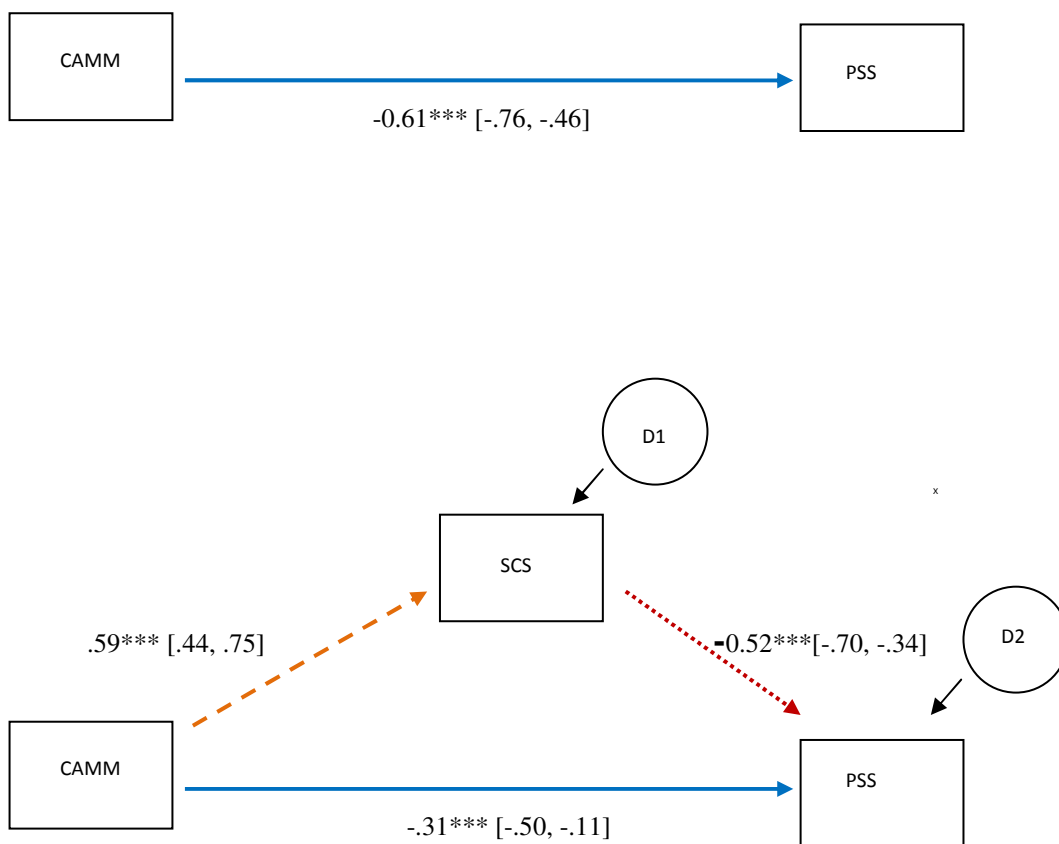 CAMM
PSS
-0.61*** [-.76, -.46]
D1
x
SCS
.59*** [.44, .75]
-0.52***[-.70, -.34]
D2
CAMM
PSS
-.31*** [-.50, -.11]